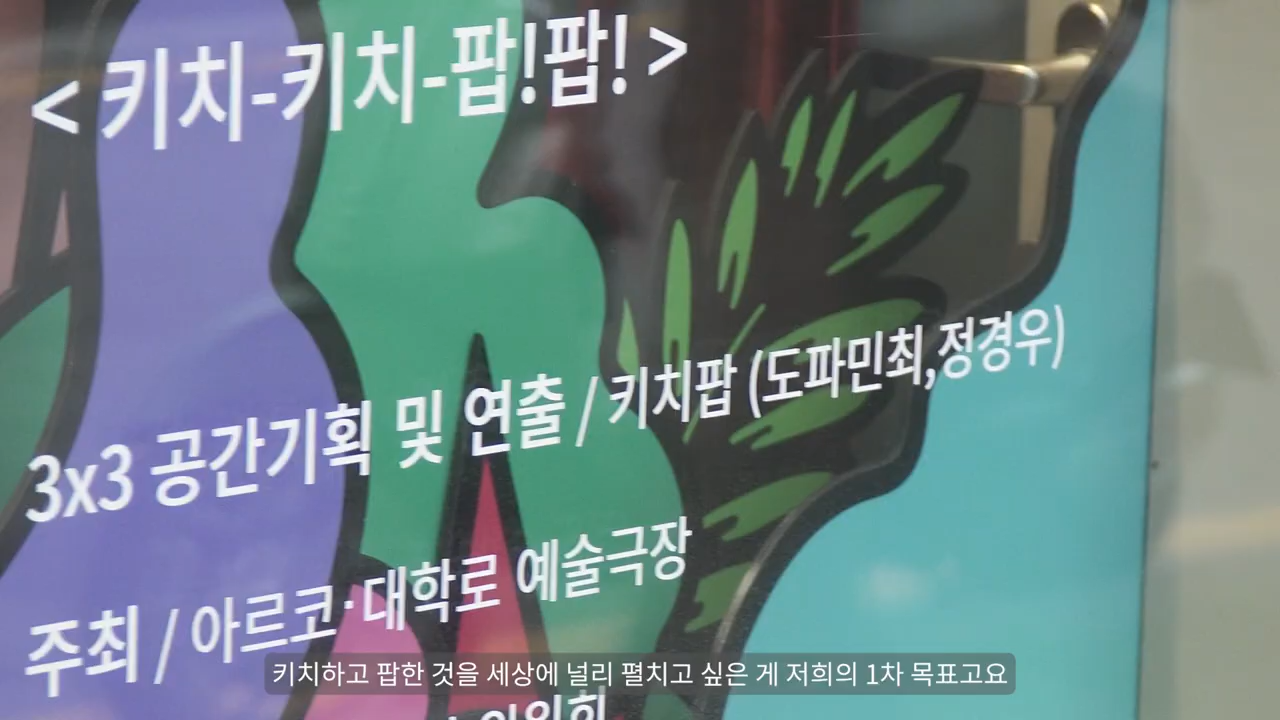 < 키치-키치-팝!팝! >
3x3 공간기획 및 연출 / 키치팝 (도파민최,정경우)
주최 / 아르코·대학로 예술극장
키치하고 팝한 것을 세상에 널리 펼치고 싶은 게 저희의 1차 목표고요